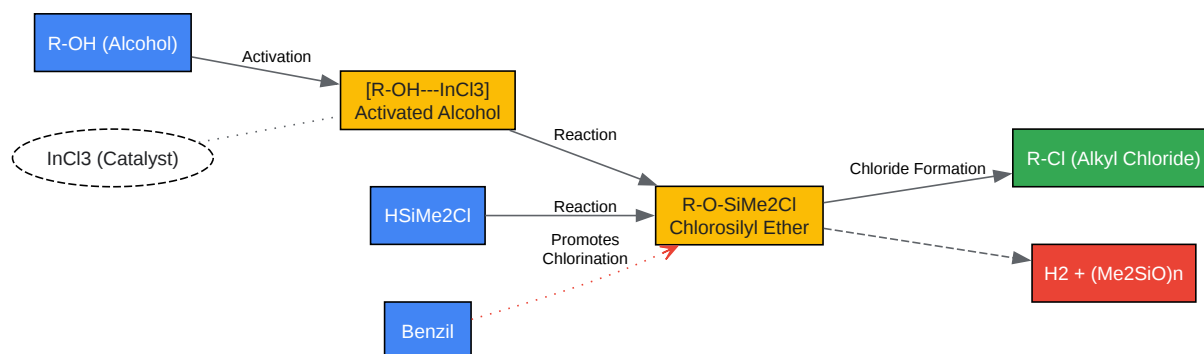 R-OH (Alcohol)
Activation
[R-OH---InCl3]
Activated Alcohol
InCl3 (Catalyst)
Reaction
HSiMe2Cl
Reaction
R-O-SiMe2Cl
Chlorosilyl Ether
Chloride Formation
R-Cl (Alkyl Chloride)
Promotes
Chlorination
H2 + (Me2SiO)n
Benzil